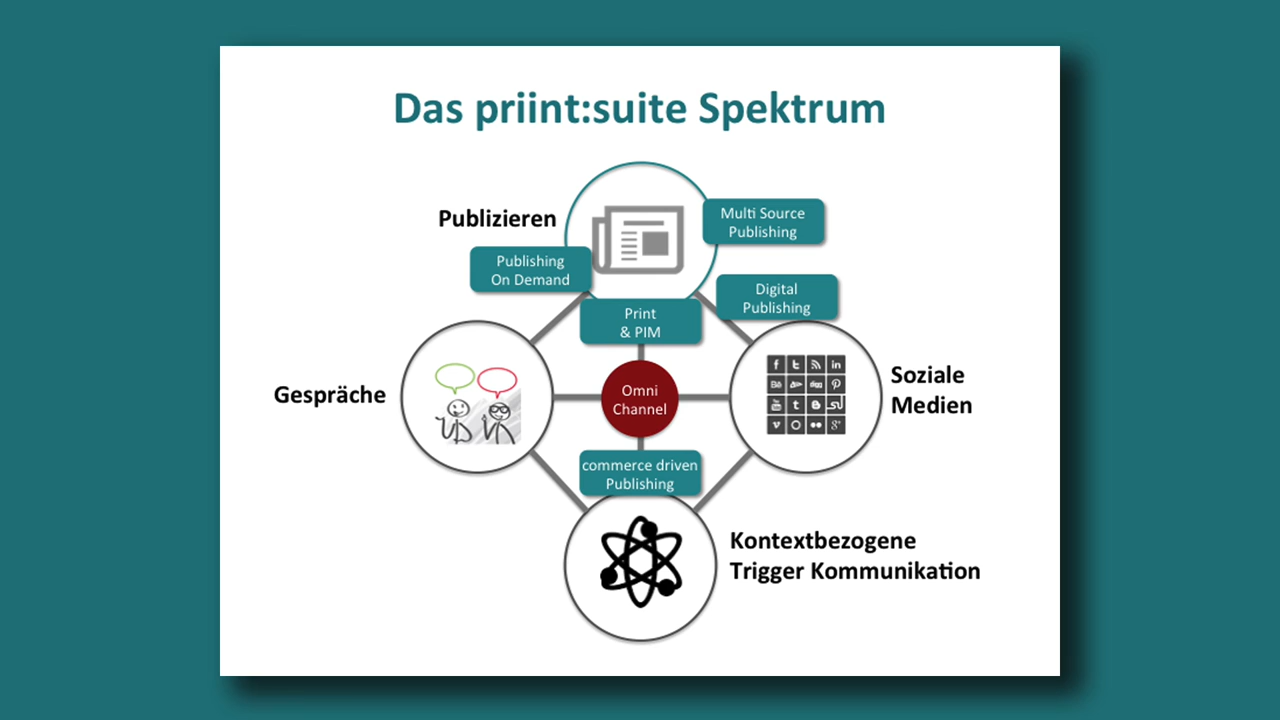 Das priint:suite Spektrum
Publizieren
Multi Source
Publishing
Publishing
On Demand
Digital
Publishing
Print
& PIM
Gespräche
Omni
Channel
Soziale
Medien
commerce driven
Publishing
Kontextbezogene
Trigger Kommunikation